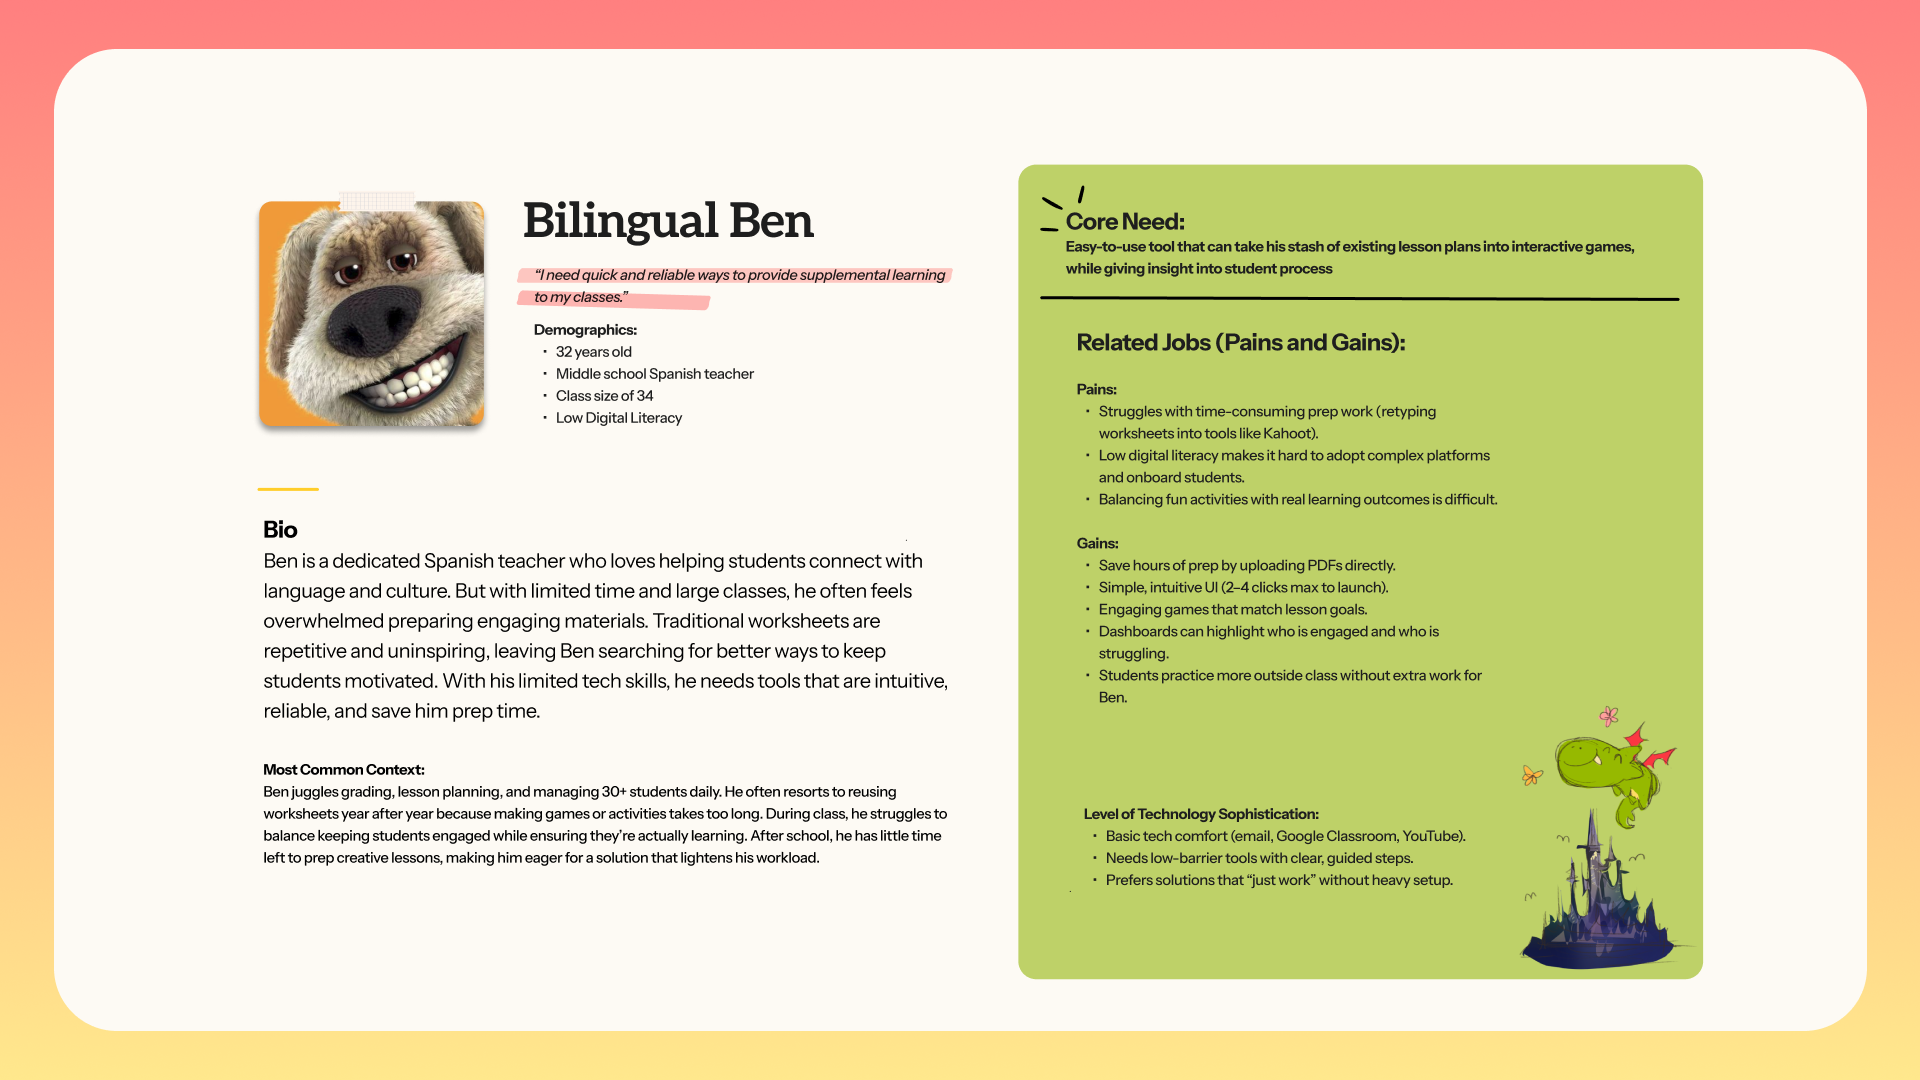 Bilingual Ben
“I need quick and reliable ways to provide supplemental learning
to my classes.”
Demographics:
• 32 years old
• Middle school Spanish teacher
• Class size of 34
• Low Digital Literacy
Bio
Ben is a dedicated Spanish teacher who loves helping students connect with
language and culture. But with limited time and large classes, he often feels
overwhelmed preparing engaging materials. Traditional worksheets are
repetitive and uninspiring, leaving Ben searching for better ways to keep
students motivated. With his limited tech skills, he needs tools that are intuitive,
reliable, and save him prep time.
Most Common Context:
Ben juggles grading, lesson planning, and managing 30+ students daily. He often resorts to reusing
worksheets year after year because making games or activities takes too long. During class, he struggles to
balance keeping students engaged while ensuring they’re actually learning. After school, he has little time
left to prep creative lessons, making him eager for a solution that lightens his workload.
Core Need:
Easy-to-use tool that can take his stash of existing lesson plans into interactive games,
while giving insight into student process
Related Jobs (Pains and Gains):
Pains:
• Struggles with time-consuming prep work (retyping
worksheets into tools like Kahoot).
• Low digital literacy makes it hard to adopt complex platforms
and onboard students.
• Balancing fun activities with real learning outcomes is difficult.
Gains:
• Save hours of prep by uploading PDFs directly.
• Simple, intuitive UI (2–4 clicks max to launch).
• Engaging games that match lesson goals.
• Dashboards can highlight who is engaged and who is
struggling.
• Students practice more outside class without extra work for
Ben.
Level of Technology Sophistication:
• Basic tech comfort (email, Google Classroom, YouTube).
• Needs low-barrier tools with clear, guided steps.
• Prefers solutions that “just work” without heavy setup.